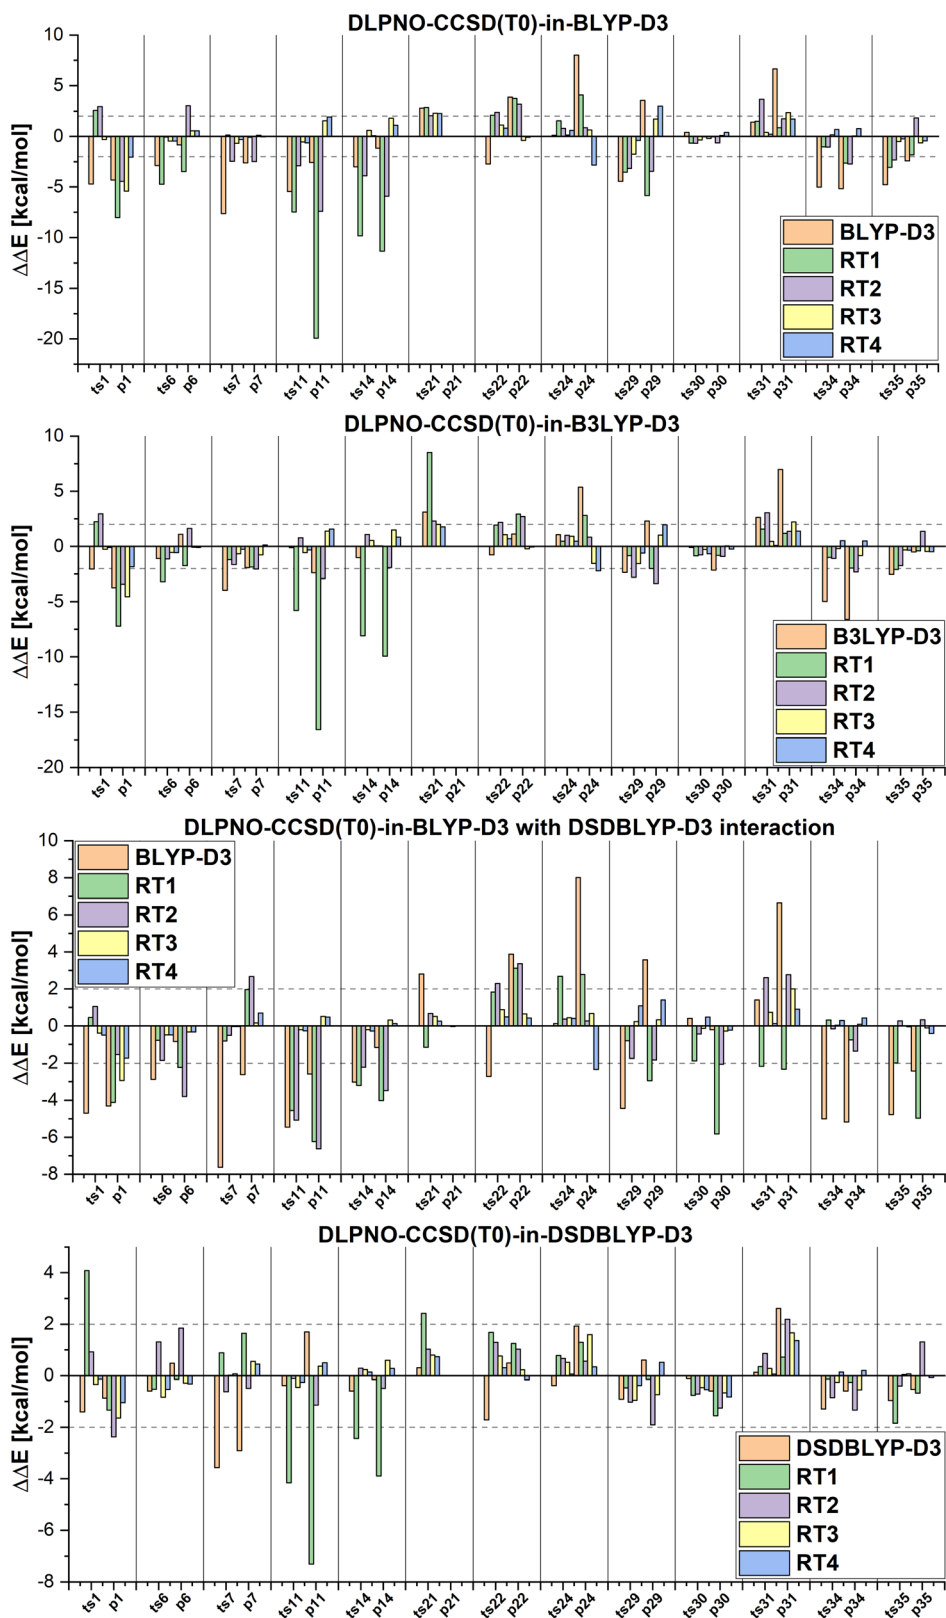 DLPNO-CCSD(T0)-in-BLYP-D3
10
5
0
-5
-10
-15
-20
ΔΔE [kcal/mol]
BLYP-D3
RT1
RT2
RT3
RT4
ts1 p1 ts6 p6 ts7 p7 ts11 p11 ts14 p14 ts21 p21 ts22 p22 ts24 p24 ts29 p29 ts30 p30 ts31 p31 ts34 p34 ts35 p35
DLPNO-CCSD(T0)-in-B3LYP-D3
10
5
0
-5
-10
-15
-20
ΔΔE [kcal/mol]
B3LYP-D3
RT1
RT2
RT3
RT4
ts1 p1 ts6 p6 ts7 p7 ts11 p11 ts14 p14 ts21 p21 ts22 p22 ts24 p24 ts29 p29 ts30 p30 ts31 p31 ts34 p34 ts35 p35
DLPNO-CCSD(T0)-in-BLYP-D3 with DSDBLYP-D3 interaction
10
8
6
4
2
0
-2
-4
-6
-8
ΔΔE [kcal/mol]
BLYP-D3
RT1
RT2
RT3
RT4
ts1 p1 ts6 p6 ts7 p7 ts11 p11 ts14 p14 ts21 p21 ts22 p22 ts24 p24 ts29 p29 ts30 p30 ts31 p31 ts34 p34 ts35 p35
DLPNO-CCSD(T0)-in-DSDBLYP-D3
4
2
0
-2
-4
-6
-8
ΔΔE [kcal/mol]
DSDBLYP-D3
RT1
RT2
RT3
RT4
ts1 p1 ts6 p6 ts7 p7 ts11 p11 ts14 p14 ts21 p21 ts22 p22 ts24 p24 ts29 p29 ts30 p30 ts31 p31 ts34 p34 ts35 p35